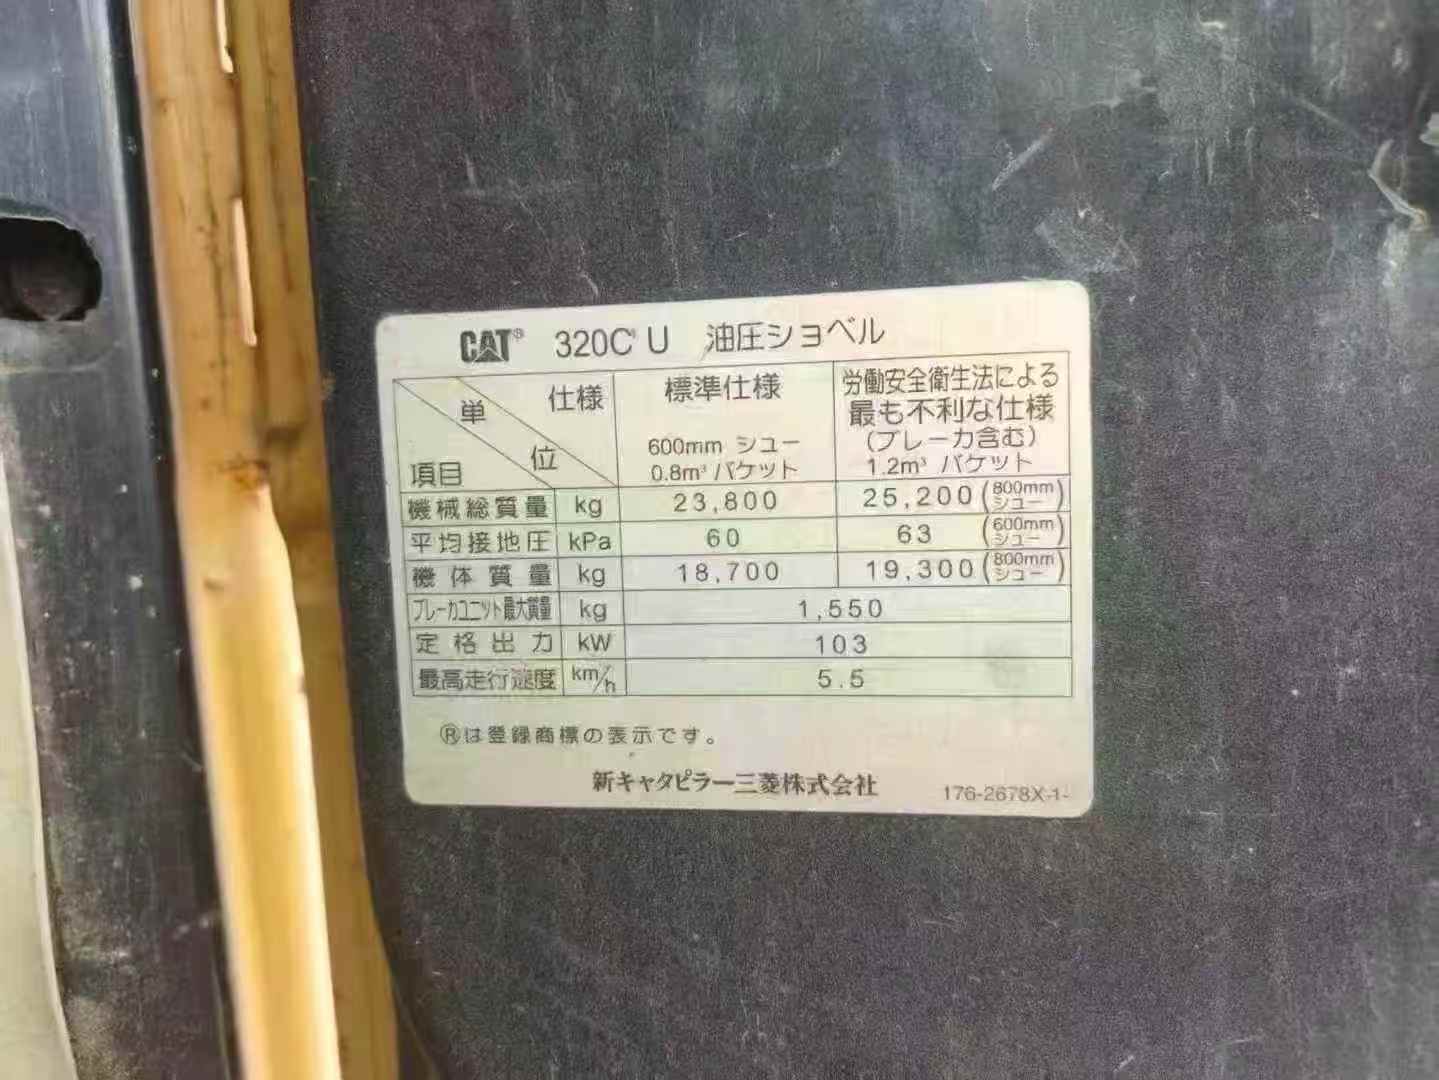 CAT® 320C U 油圧ショベル
単位 仕様 項目
標準仕様
600mm シュー
0.8m³ バケット
労働安全衛生法による
最も不利な仕様
(ブレーカ含む)
1.2m³ バケット
機械総質量 kg 23,800 25,200 (800mm シュー)
平均接地圧 kPa 60 63 (600mm シュー)
機体質量 kg 18,700 19,300 (800mm シュー)
ブレーカユニット最大質量 kg 1,550
定格出力 kW 103
最高走行速度 km/h 5.5
®は登録商標の表示です。
新キャタピラー三菱株式会社 176-2678X-1-